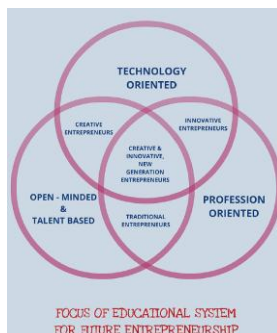 TECHNOLOGY
ORIENTED
CREATIVE
ENTREPRENEURS
INNOVATIVE
ENTREPRENEURS
CREATIVE &
INNOVATIVE,
NEW
GENERATION
ENTREPRENEURS
OPEN - MINDED
&
TALENT BASED
PROFESSION
ORIENTED
TRADITIONAL
ENTREPRENEURS
FOCUS OF EDUCATIONAL SYSTEM
FOR FUTURE ENTREPRENEURSHIP